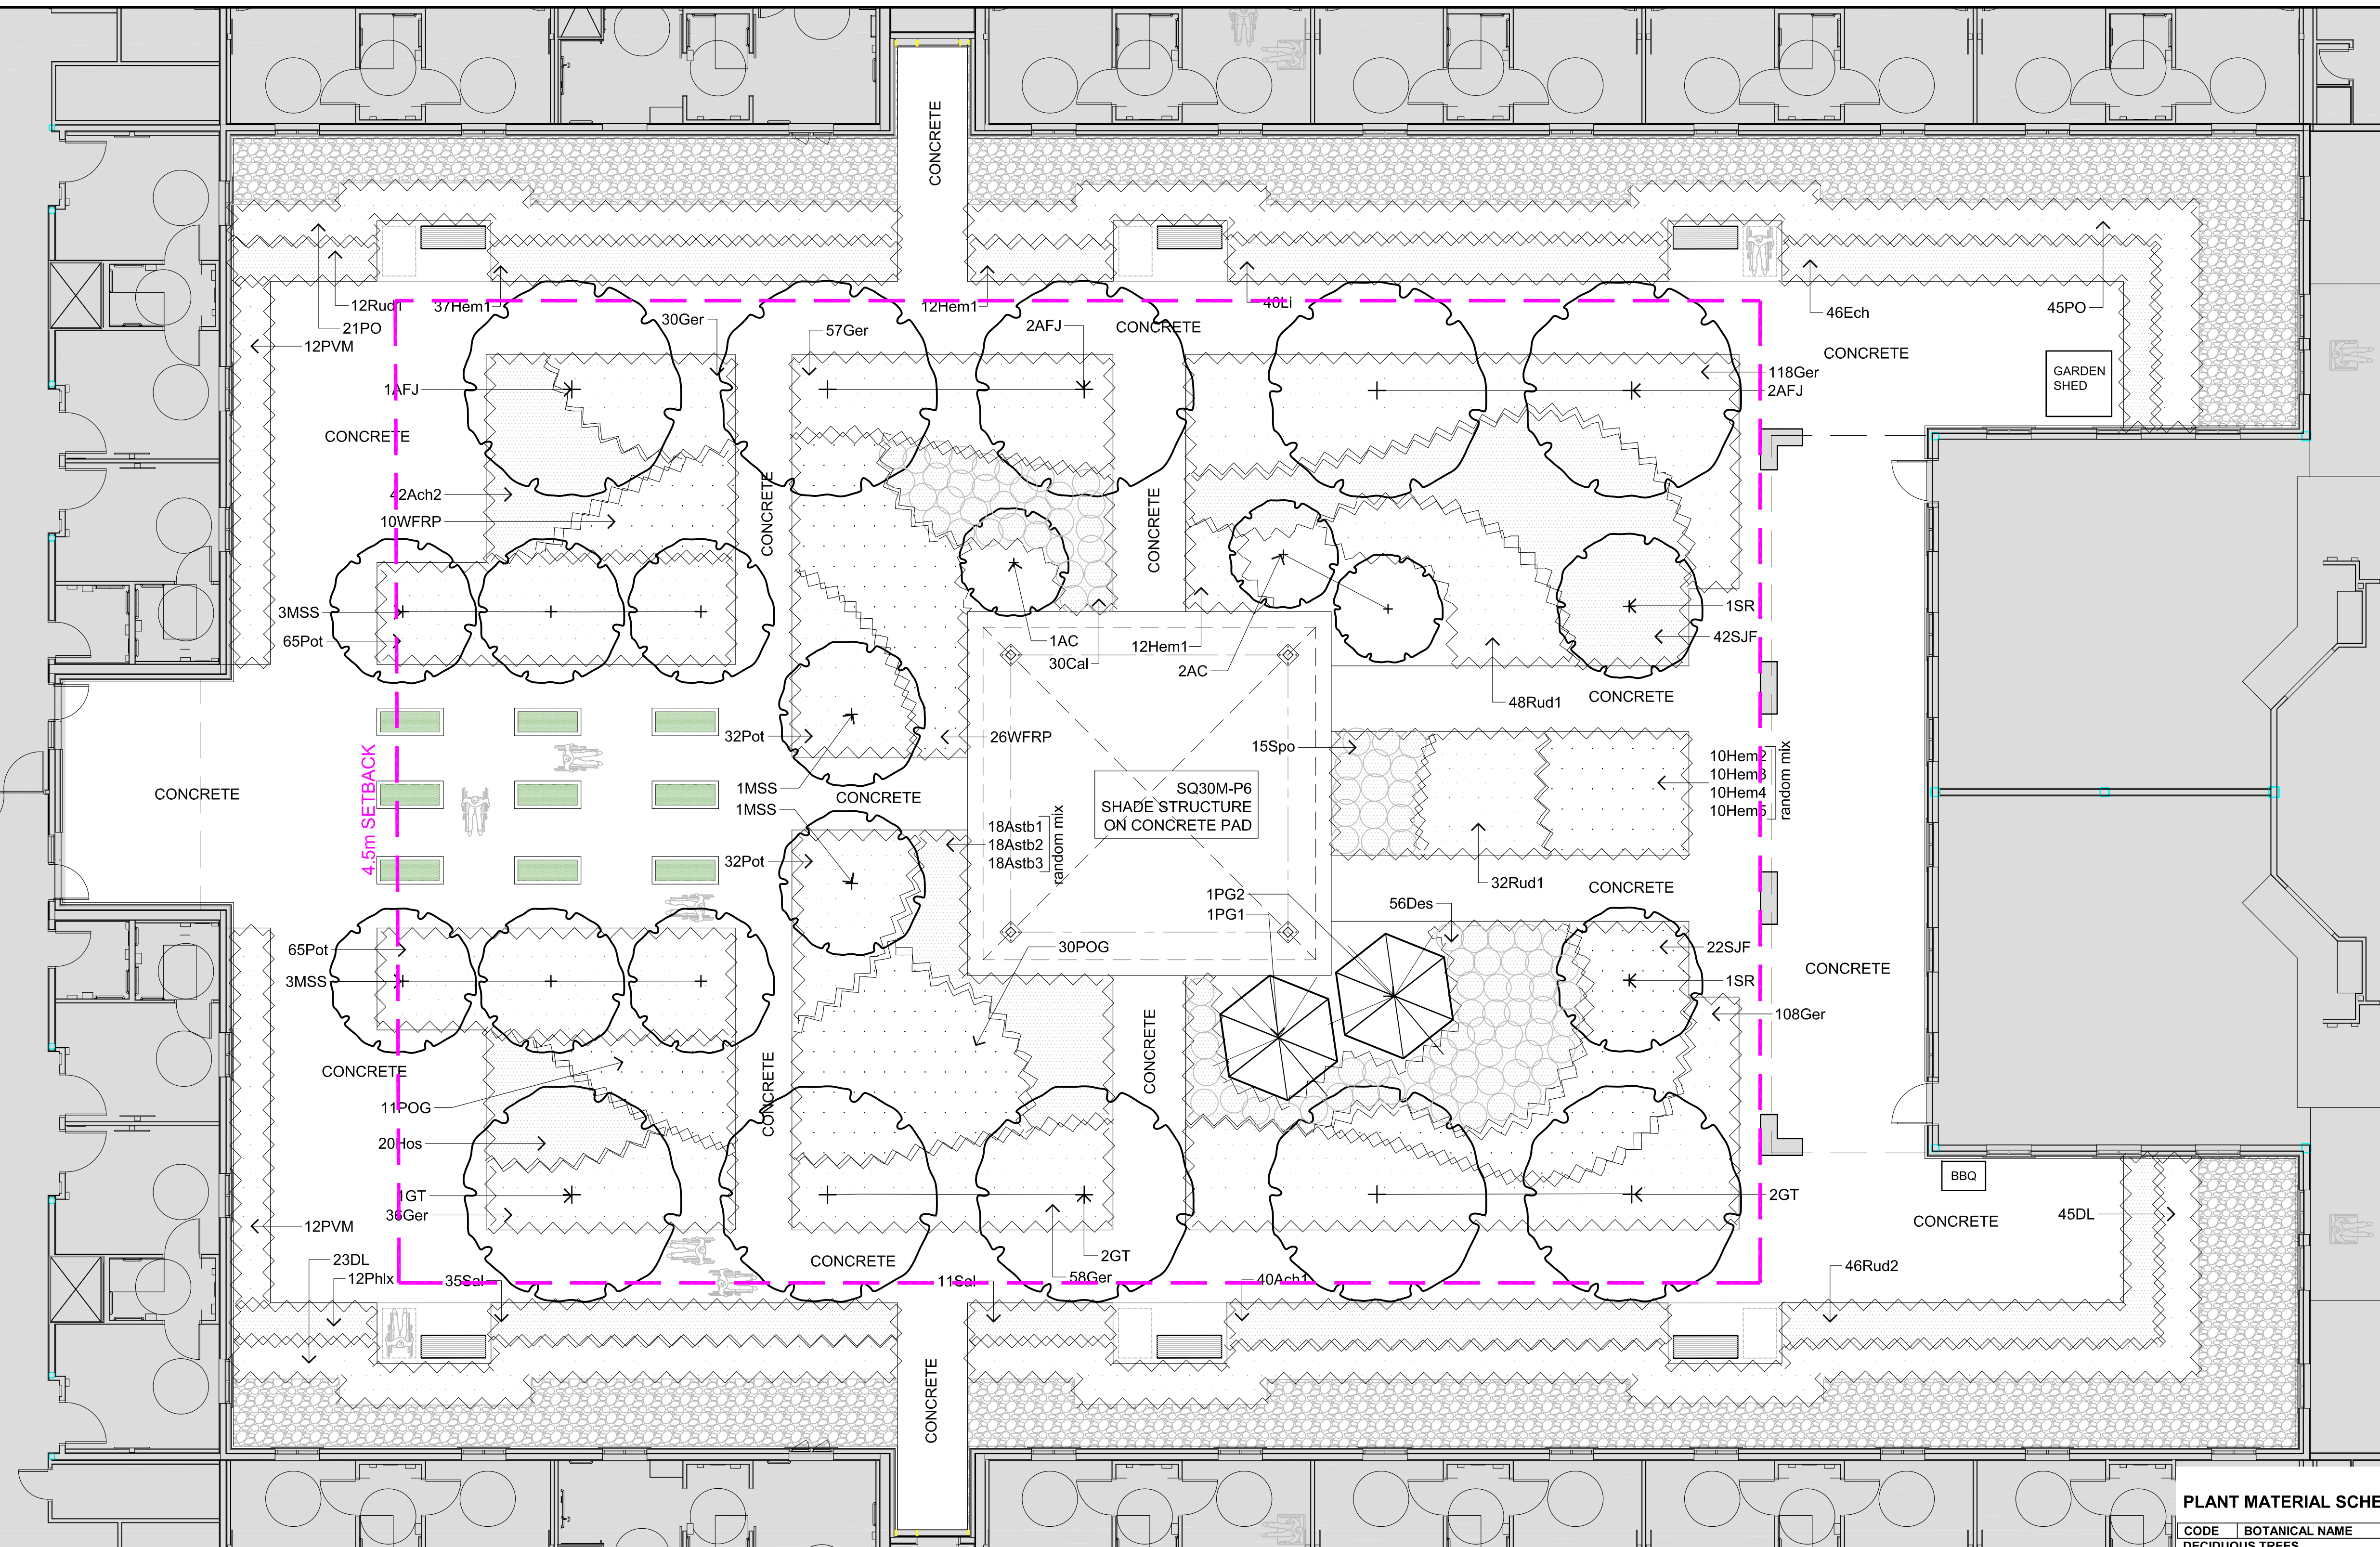 CONCRETE
12Rud1
37Hem1
12Hem1
40Li
21PO
12PVM
30Ger
57Ger
2AFJ
CONCRETE
46Ech
45PO
CONCRETE
1AFJ
118Ger
2AFJ
GARDEN
SHED
CONCRETE
42Ach2
10WFRP
CONCRETE
CONCRETE
3MSS
65Pot
1AC
30Cal
12Hem1
2AC
1SR
42SJF
48Rud1
CONCRETE
32Pot
26WFRP
15Spo
10Hem2
10Hem3
10Hem4
10Hem5
random mix
4.5m SETBACK
CONCRETE
1MSS
1MSS
CONCRETE
SQ30M-P6
SHADE STRUCTURE
ON CONCRETE PAD
18Astb1
18Astb2
18Astb3
random mix
32Pot
32Rud1
CONCRETE
1PG2
1PG1
56Des
65Pot
3MSS
30POG
22SJF
1SR
CONCRETE
108Ger
CONCRETE
CONCRETE
CONCRETE
11POG
20Hos
1GT
36Ger
2GT
BBQ
12PVM
45DL
CONCRETE
23DL
12Phlx
35Sal
CONCRETE
11Sal
2GT
58Ger
40Ach1
46Rud2
CONCRETE
PLANT MATERIAL SCHE
CODE BOTANICAL NAME
DECIDUOUS TREES